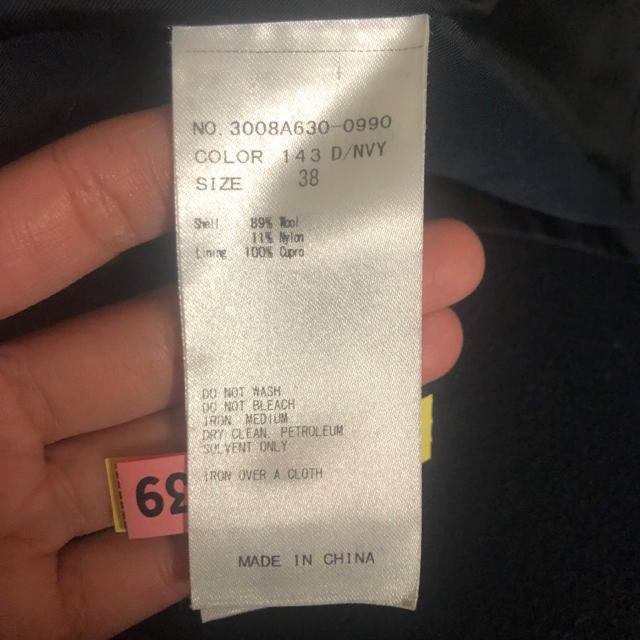 NO. 3008A630-0990
COLOR 143 D/NVY
SIZE 38
Shell 89% Wool
11% Nylon
Lining 100% Cupro
DO NOT WASH
DO NOT BLEACH
IRON MEDIUM
DRY CLEAN PETROLEUM
SOLVENT ONLY
IRON OVER A CLOTH
39
MADE IN CHINA